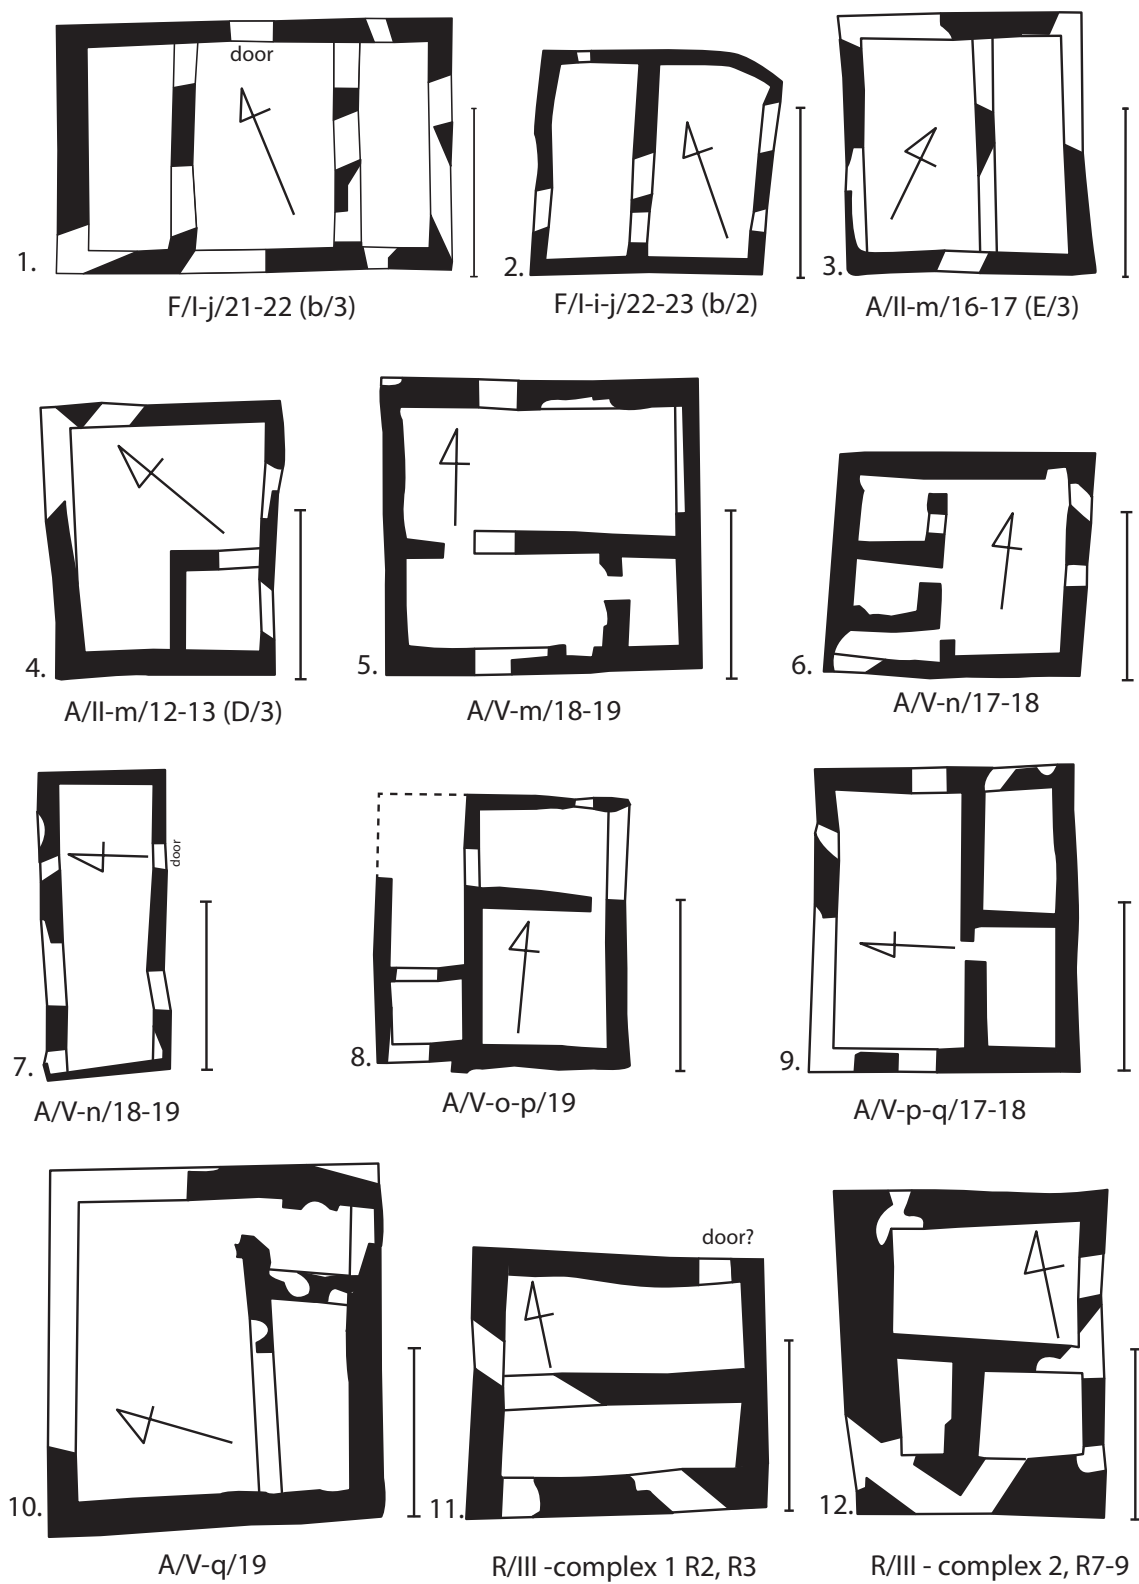 door
1.
F/I-j/21-22 (b/3)
2.
F/I-i-j/22-23 (b/2)
3.
A/II-m/16-17 (E/3)
4.
A/II-m/12-13 (D/3)
5.
A/V-m/18-19
6.
A/V-n/17-18
door
7.
A/V-n/18-19
8.
A/V-o-p/19
9.
A/V-p-q/17-18
10.
A/V-q/19
door?
11.
R/III -complex 1 R2, R3
12.
R/III - complex 2, R7-9